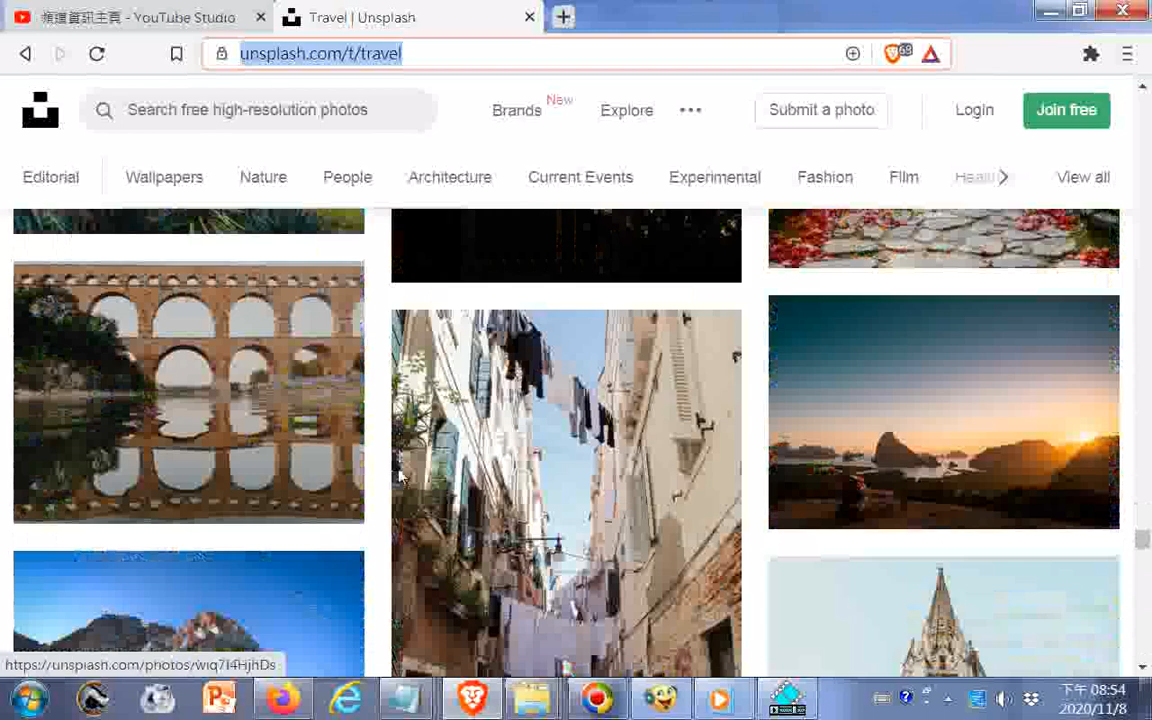 頻道資訊主頁 - YouTube Studio
Travel | Unsplash
unsplash.com/t/travel
69
Search free high-resolution photos
Brands New
Explore
Submit a photo
Login
Join free
Editorial
Wallpapers
Nature
People
Architecture
Current Events
Experimental
Fashion
Film
View all
https://unsplash.com/photos/wiq7I4HjhDs
下午 08:54
2020/11/8